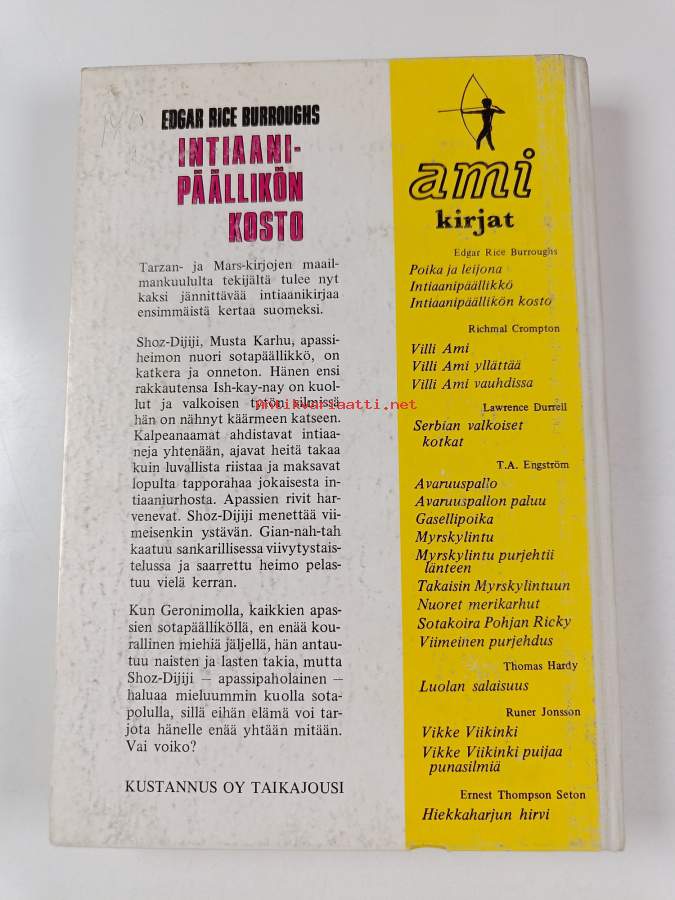 EDGAR RICE BURROUGHS
INTIAANI-
PÄÄLLIKÖN
KOSTO
Tarzan- ja Mars-kirjojen maail-
mankuululta tekijältä tulee nyt
kaksi jännittävää intiaanikirjaa
ensimmäistä kertaa suomeksi.
Shoz-Dijiji, Musta Karhu, apassi-
heimon nuori sotapäällikkö, on
katkera ja onneton. Hänen ensi
rakkautensa Ish-kay-nay on kuol-
lut ja valkoisen tytön silmissä
hän on nähnyt käärmeen katseen.
Kalpeanaamat ahdistavat intiaa-
neja yhtenään, ajavat heitä takaa
kuin luvallista riistaa ja maksavat
lopulta tapporahaa jokaisesta in-
tiaaniurhosta. Apassien rivit har-
venevat. Shoz-Dijiji menettää vii-
meisenkin ystävän. Gian-nah-tah
kaatuu sankarillisessa viivytystais-
telussa ja saarrettu heimo pelas-
tuu vielä kerran.
Kun Geronimolla, kaikkien apas-
sien sotapäälliköllä, on enää kou-
rallinen miehiä jäljellä, hän antau-
tuu naisten ja lasten takia, mutta
Shoz-Dijiji — apassipaholainen —
haluaa mieluummin kuolla sota-
polulla, sillä eihän elämä voi tar-
jota hänelle enää yhtään mitään.
Vai voiko?
KUSTANNUS OY TAIKAJOUSI
ami
kirjat
Edgar Rice Burroughs
Poika ja leijona
Intiaanipäällikkö
Intiaanipäällikön kosto
Richmal Crompton
Villi Ami
Villi Ami yllättää
Villi Ami vauhdissa
Lawrence Durrell
Serbian valkoiset
kotkat
T.A. Engström
Avaruuspallo
Avaruuspallon paluu
Gasellipoika
Myrskylintu
Myrskylintu purjehtii
länteen
Takaisin Myrskylintuun
Nuoret merikarhut
Sotakoira Pohjan Ricky
Viimeinen purjehdus
Thomas Hardy
Luolan salaisuus
Runer Jonsson
Vikke Viikinki
Vikke Viikinki puijaa
punasilmiä
Ernest Thompson Seton
Hiekkaharjun hirvi
Antikvariaatti.net